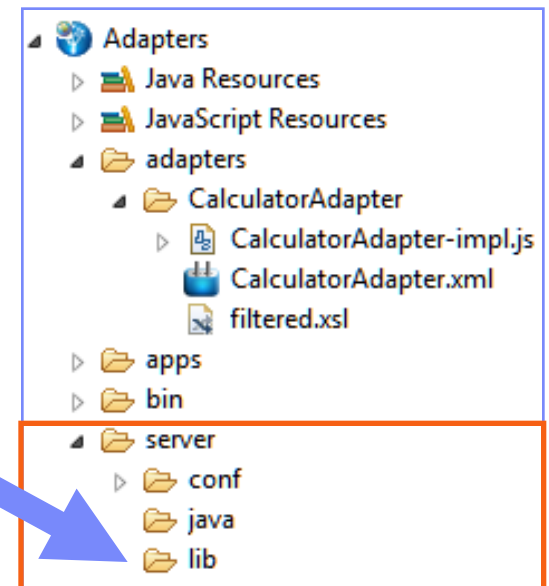 Adapters
Java Resources
JavaScript Resources
adapters
CalculatorAdapter
CalculatorAdapter-impl.js
CalculatorAdapter.xml
filtered.xsl
apps
bin
server
conf
java
lib